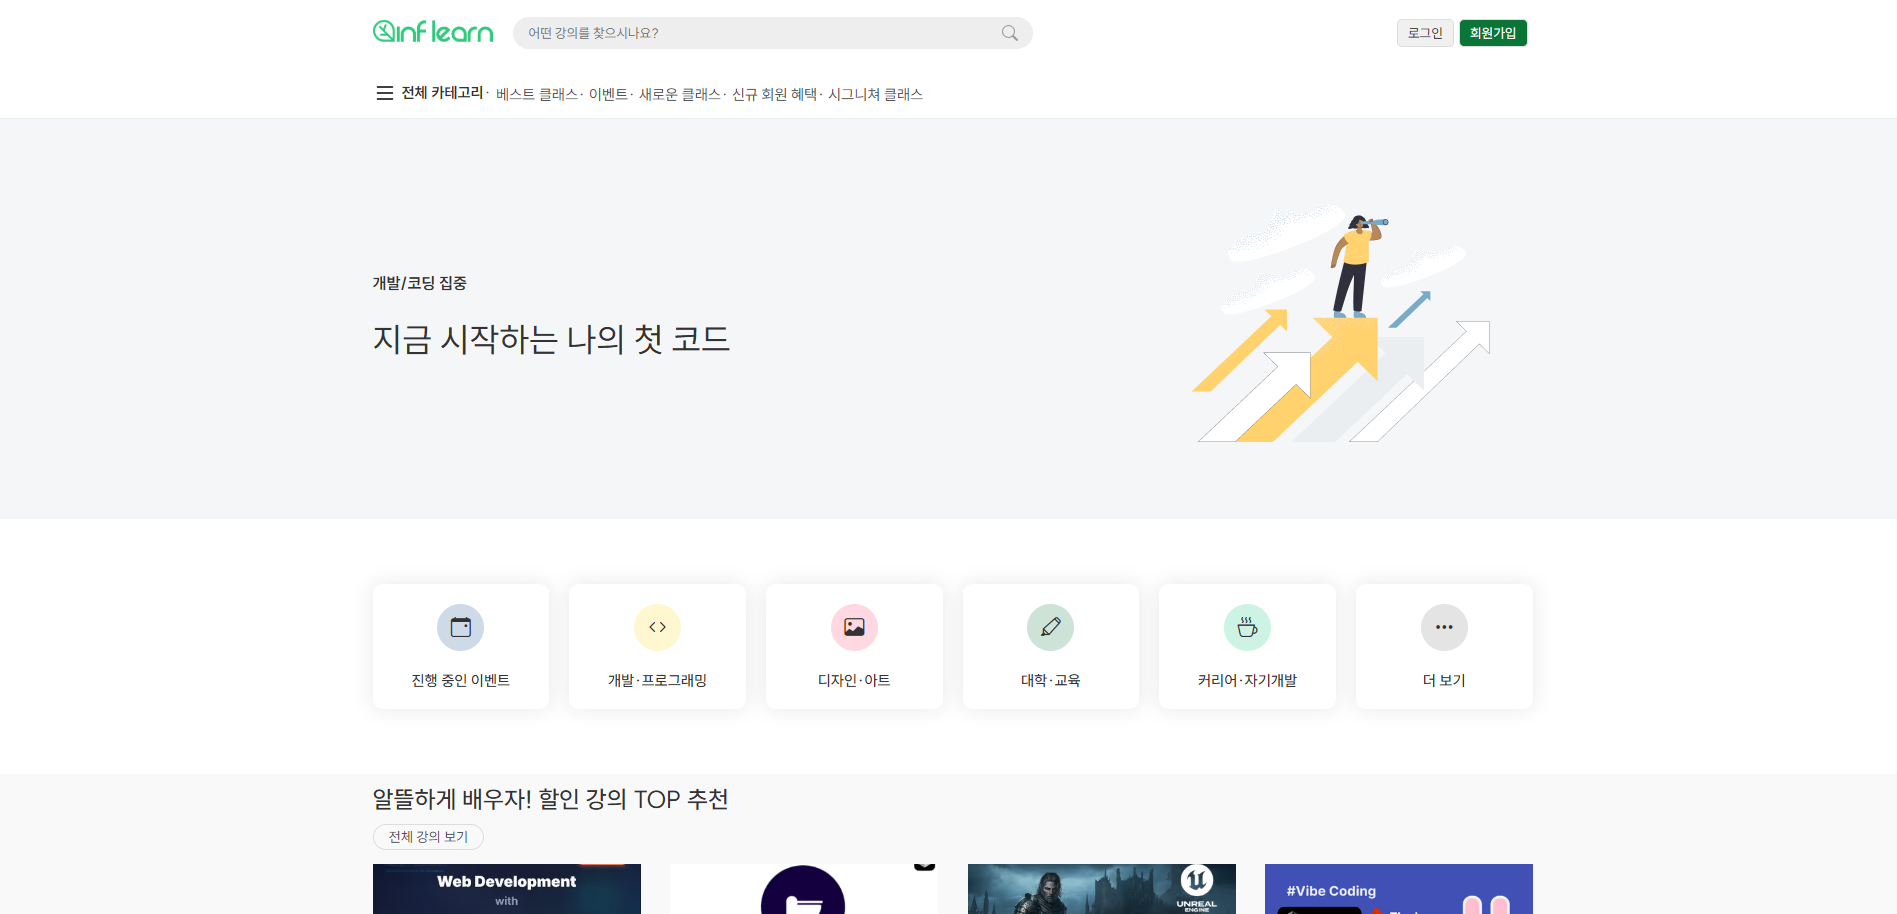 inflearn
어떤 강의를 찾으시나요?
로그인
회원가입
전체 카테고리· 베스트 클래스· 이벤트· 새로운 클래스· 신규 회원 혜택· 시그니쳐 클래스
개발/코딩 집중
지금 시작하는 나의 첫 코드
진행 중인 이벤트
개발·프로그래밍
디자인·아트
대학·교육
커리어·자기개발
더 보기
알뜰하게 배우자! 할인 강의 TOP 추천
전체 강의 보기
Web Development
with
UNREAL
ENGINE
#Vibe Coding